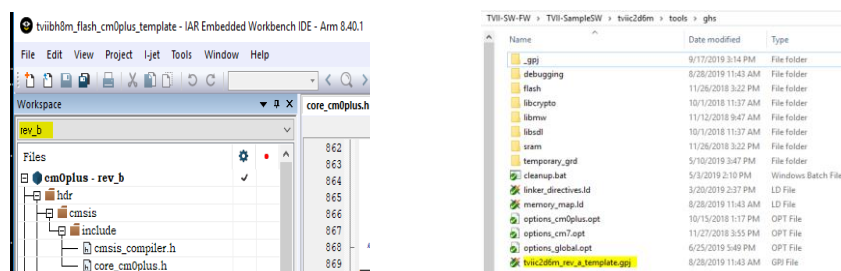 tviibh8m_flash_cm0plus_template - IAR Embedded Workbench IDE - Arm 8.40.1
File Edit View Project I-jet Tools Window Help
Workspace
core_cm0plus.h
rev_b
Files
cm0plus - rev_b
hdr
cmsis
include
cmsis_compiler.h
core_cm0plus.h
862
863
864
865
866
867
868
869
TVII-SW-FW > TVII-SampleSW > tviic2d6m > tools > ghs
Name Date modified Type
_gpj 9/17/2019 3:14 PM File folder
debugging 8/28/2019 11:43 AM File folder
flash 11/26/2018 3:22 PM File folder
libcrypto 10/1/2018 11:37 AM File folder
libmw 11/12/2018 9:47 AM File folder
libsdl 10/1/2018 11:37 AM File folder
sram 11/26/2018 3:22 PM File folder
temporary_grd 5/10/2019 3:47 PM File folder
cleanup.bat 5/3/2019 2:10 PM Windows Batch File
linker_directives.ld 3/20/2019 2:37 PM LD File
memory_map.ld 8/28/2019 11:43 AM LD File
options_cm0plus.opt 10/15/2018 1:17 PM OPT File
options_cm7.opt 11/27/2018 3:55 PM OPT File
options_global.opt 6/25/2019 5:49 PM OPT File
tviic2d6m_rev_a_template.gpj 8/28/2019 11:43 AM GPJ File